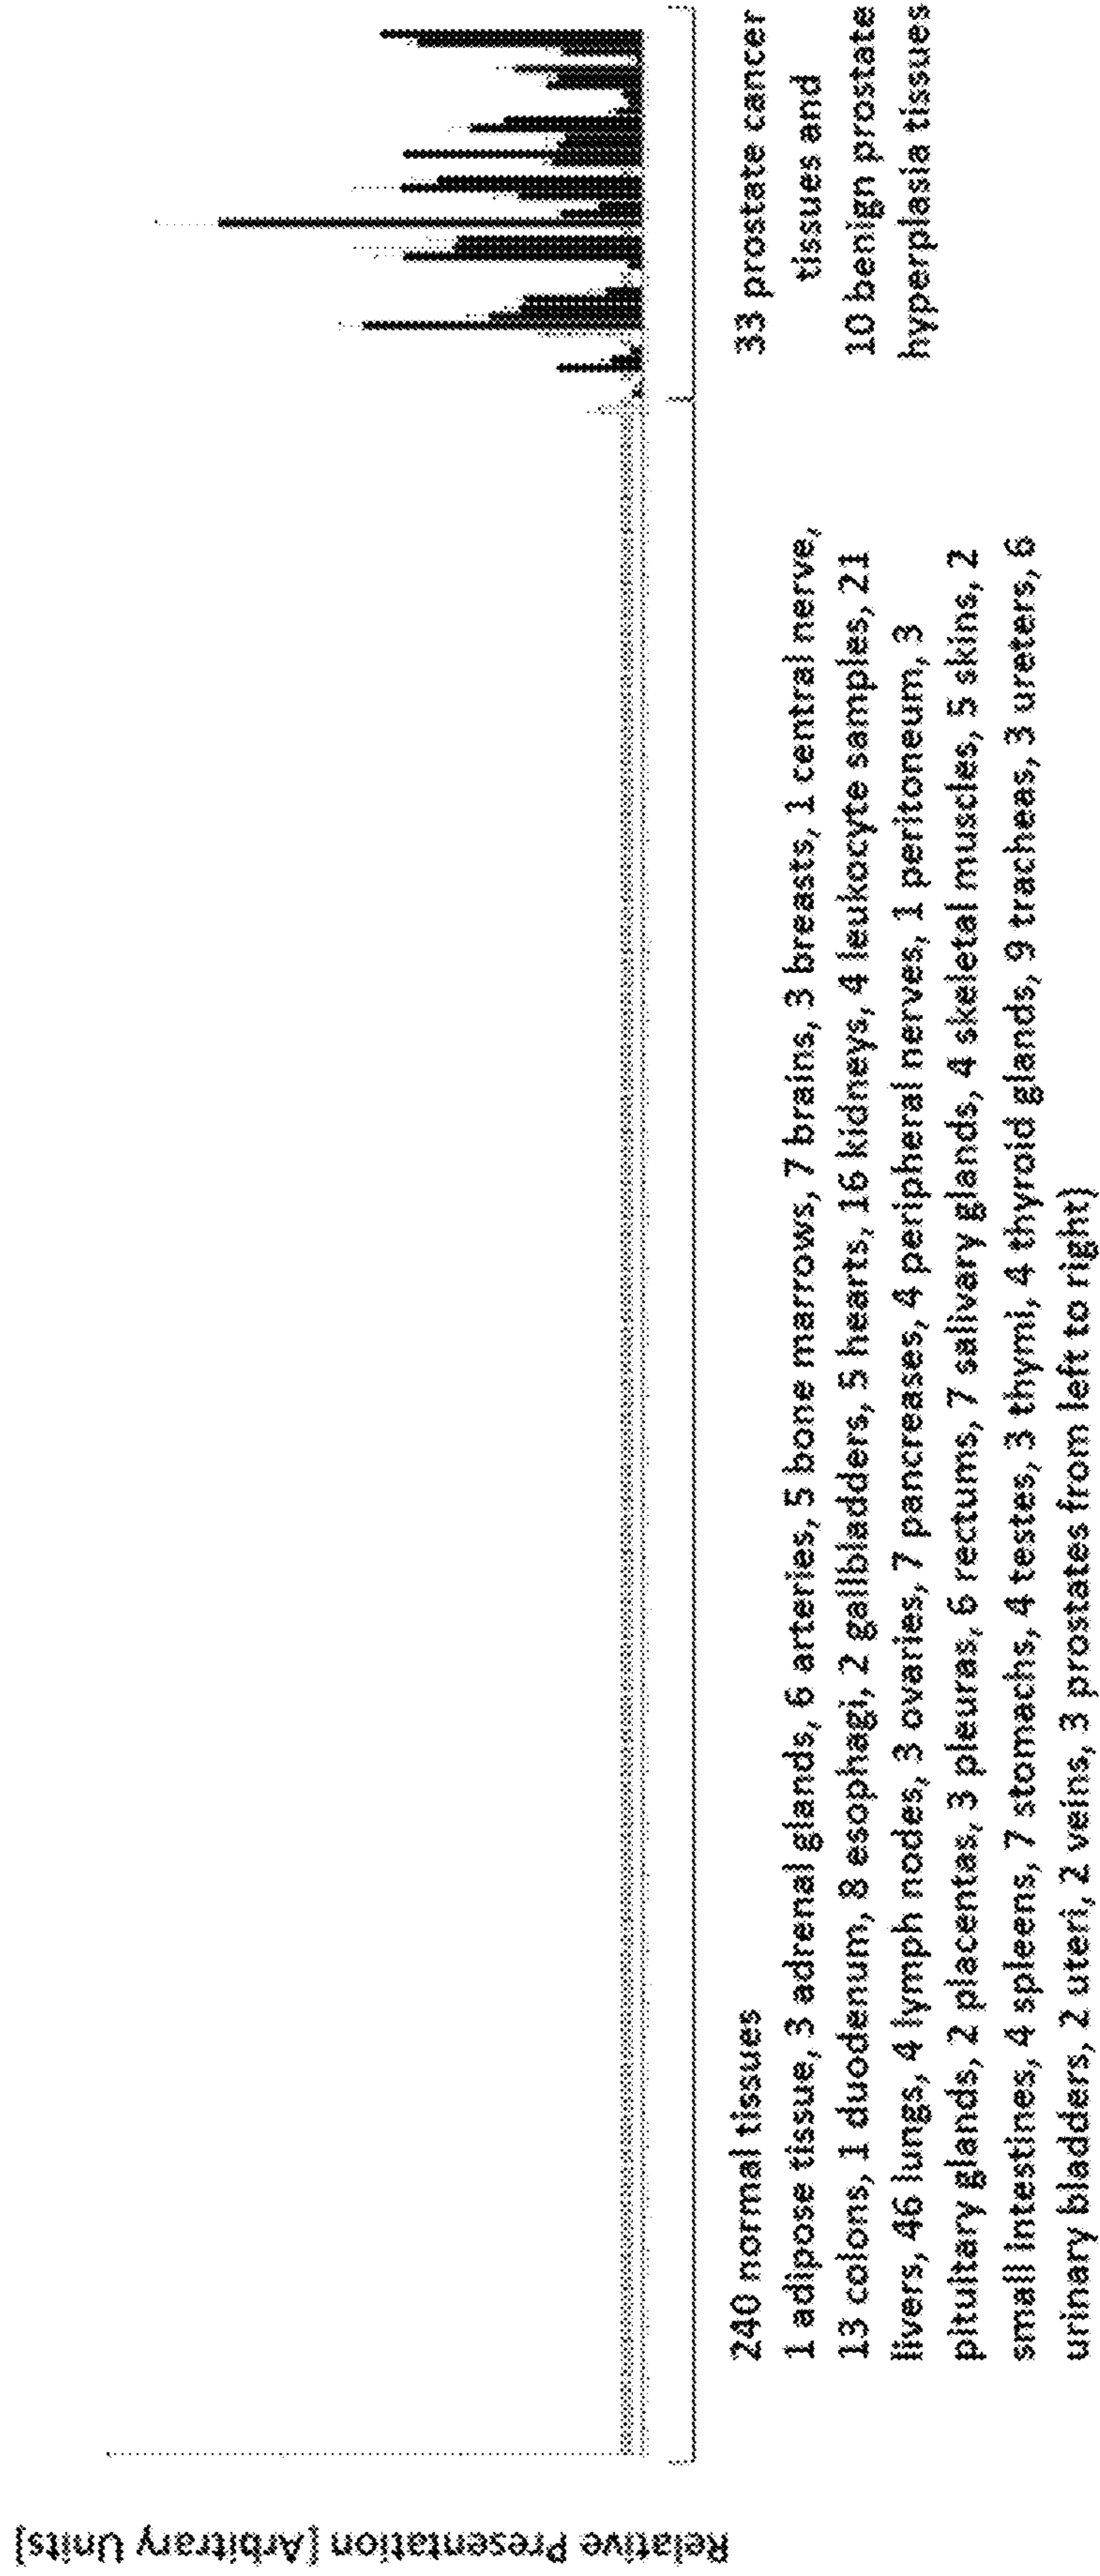 Relative Presentation [Arbitrary Units]
240 normal tissues
1 adipose tissue, 3 adrenal glands, 6 arteries, 5 bone marrows, 7 brains, 3 breasts, 1 central nerve,
13 colons, 1 duodenum, 8 esophagi, 2 gallbladders, 5 hearts, 16 kidneys, 4 leukocyte samples, 21
livers, 46 lungs, 4 lymph nodes, 3 ovaries, 7 pancreases, 4 peripheral nerves, 1 peritoneum, 3
pituitary glands, 2 placentas, 3 pleuras, 6 rectums, 7 salivary glands, 4 skeletal muscles, 5 skins, 2
small intestines, 4 spleens, 7 stomachs, 4 testes, 3 thymi, 4 thyroid glands, 9 tracheas, 3 ureters, 6
urinary bladders, 2 uteri, 2 veins, 3 prostates from left to right)
33 prostate cancer
tissues and
10 benign prostate
hyperplasia tissues